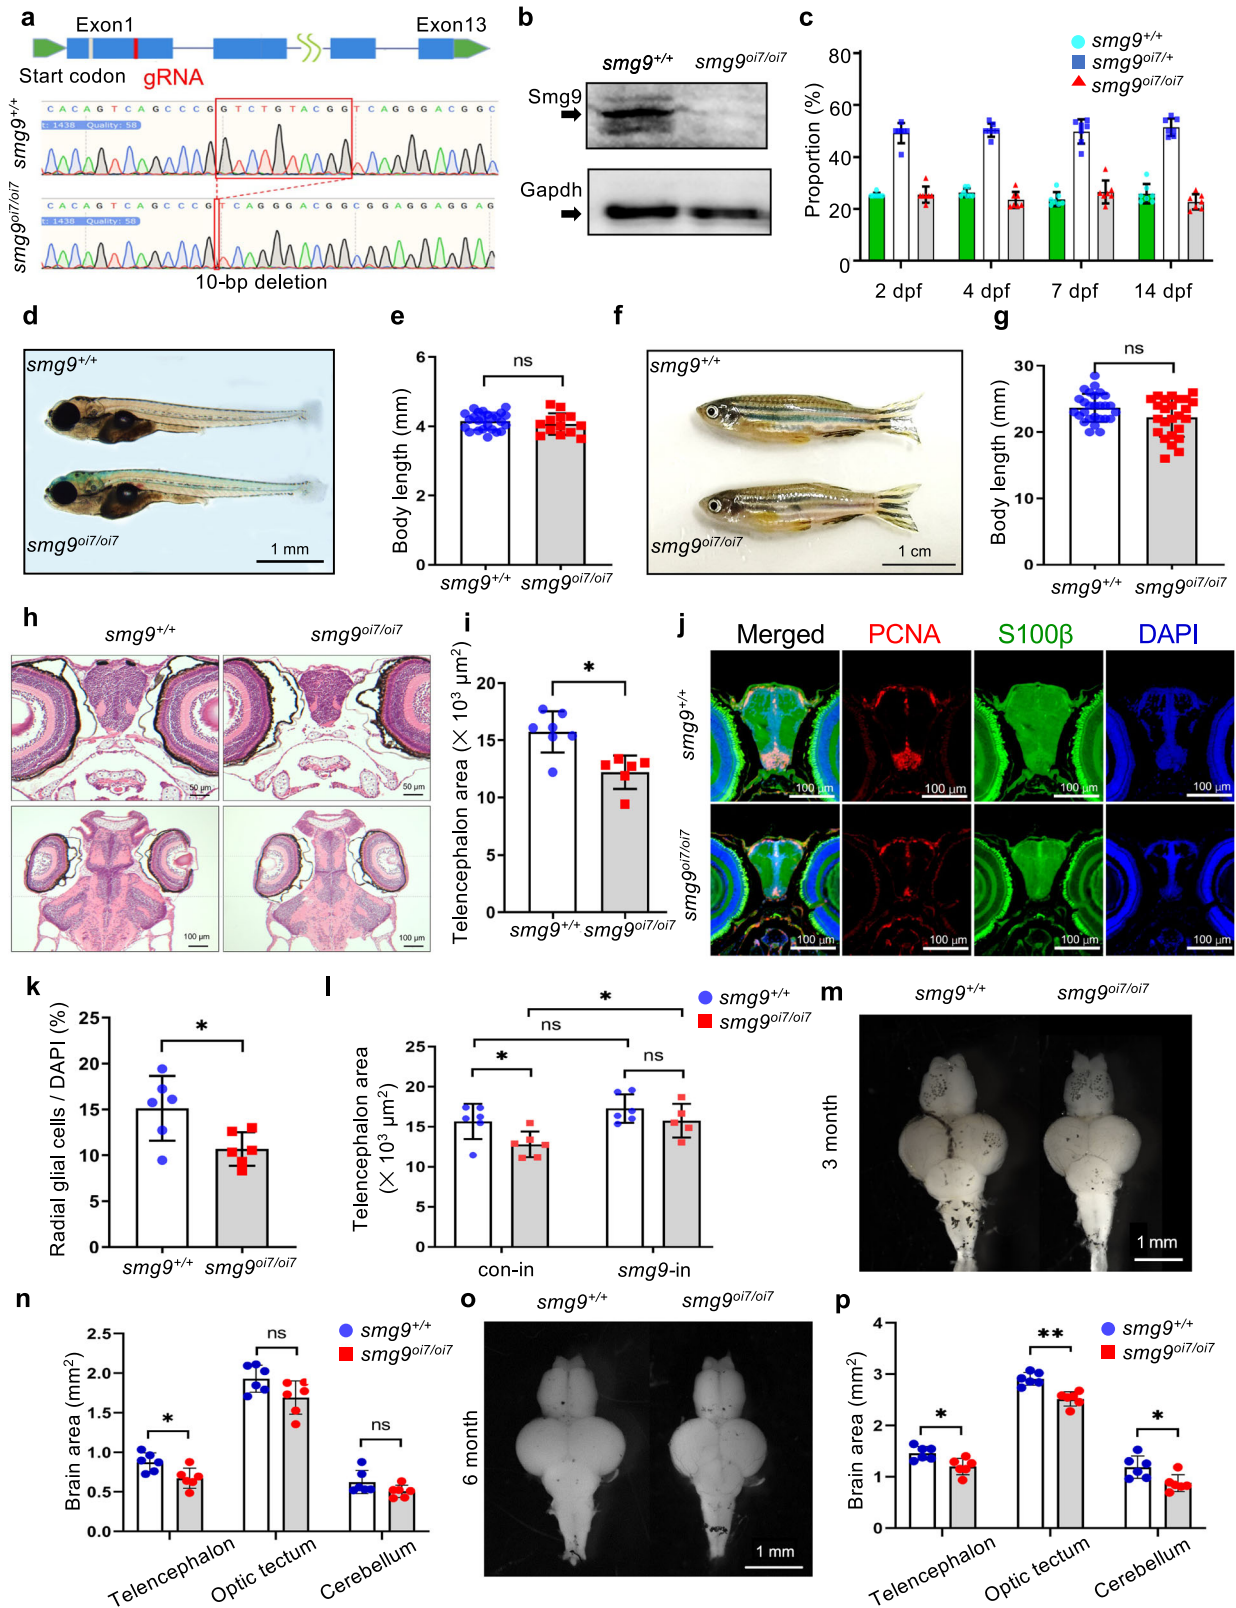 a
Exon1
Exon13
Start codon
gRNA
smg9+/+
C A C A G T C A G C C C G G T C T G T A C G G T C A G G G A C G G C
t: 1438 Quality: 58
smg9oi7/oi7
C A C A G T C A G C C C G T C A G G G A C G G C G G A G G A G G A G
t: 1438 Quality: 58
10-bp deletion
b
smg9+/+ smg9oi7/oi7
Smg9
Gapdh
c
smg9+/+
smg9oi7/+
smg9oi7/oi7
Proportion (%)
80
60
40
20
0
2 dpf 4 dpf 7 dpf 14 dpf
d
smg9+/+
smg9oi7/oi7
1 mm
e
ns
Body length (mm)
6
4
2
0
smg9+/+ smg9oi7/oi7
f
smg9+/+
smg9oi7/oi7
1 cm
g
ns
Body length (mm)
30
20
10
0
smg9+/+ smg9oi7/oi7
h
smg9+/+ smg9oi7/oi7
50 µm
50 µm
100 µm
100 µm
i
*
Telencephalon area (× 10³ µm²)
20
15
10
5
0
smg9+/+ smg9oi7/oi7
j
Merged PCNA S100β DAPI
smg9+/+
100 µm 100 µm 100 µm 100 µm
smg9oi7/oi7
100 µm 100 µm 100 µm 100 µm
k
*
Radial glial cells / DAPI (%)
25
20
15
10
5
0
smg9+/+ smg9oi7/oi7
l
smg9+/+
smg9oi7/oi7
*
ns
* ns
Telencephalon area
(× 10³ µm²)
25
20
15
10
5
0
con-in smg9-in
m
smg9+/+ smg9oi7/oi7
3 month
1 mm
n
smg9+/+
smg9oi7/oi7
* ns ns
Brain area (mm²)
2.5
2.0
1.5
1.0
0.5
0.0
Telencephalon
Optic tectum
Cerebellum
o
smg9+/+ smg9oi7/oi7
6 month
1 mm
p
smg9+/+
smg9oi7/oi7
* ** *
Brain area (mm²)
4
3
2
1
0
Telencephalon
Optic tectum
Cerebellum